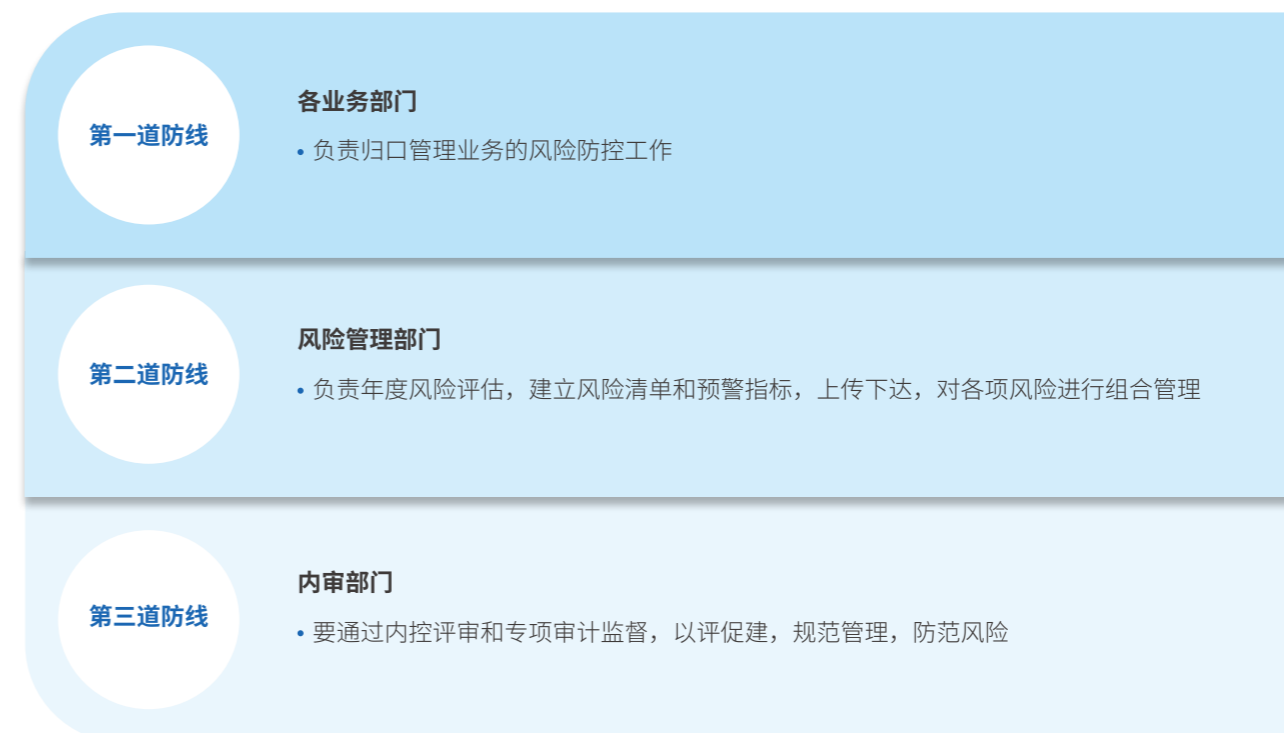 第一道防线
各业务部门
• 负责归口管理业务的风险防控工作
第二道防线
风险管理部门
• 负责年度风险评估，建立风险清单和预警指标，上传下达，对各项风险进行组合管理
第三道防线
内审部门
• 要通过内控评审和专项审计监督，以评促建，规范管理，防范风险